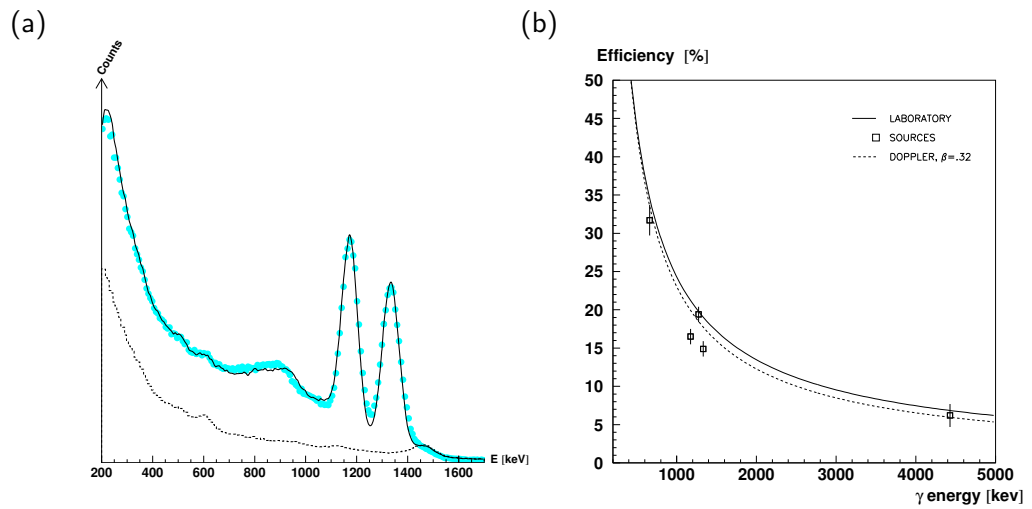 (a)
(b)
Counts
200
400
600
800
1000
1200
1400
1600
E [keV]
Efficiency [%]
50
45
40
35
30
25
20
15
10
5
0
LABORATORY
SOURCES
DOPPLER, β=.32
1000
2000
3000
4000
5000
γ energy [kev]